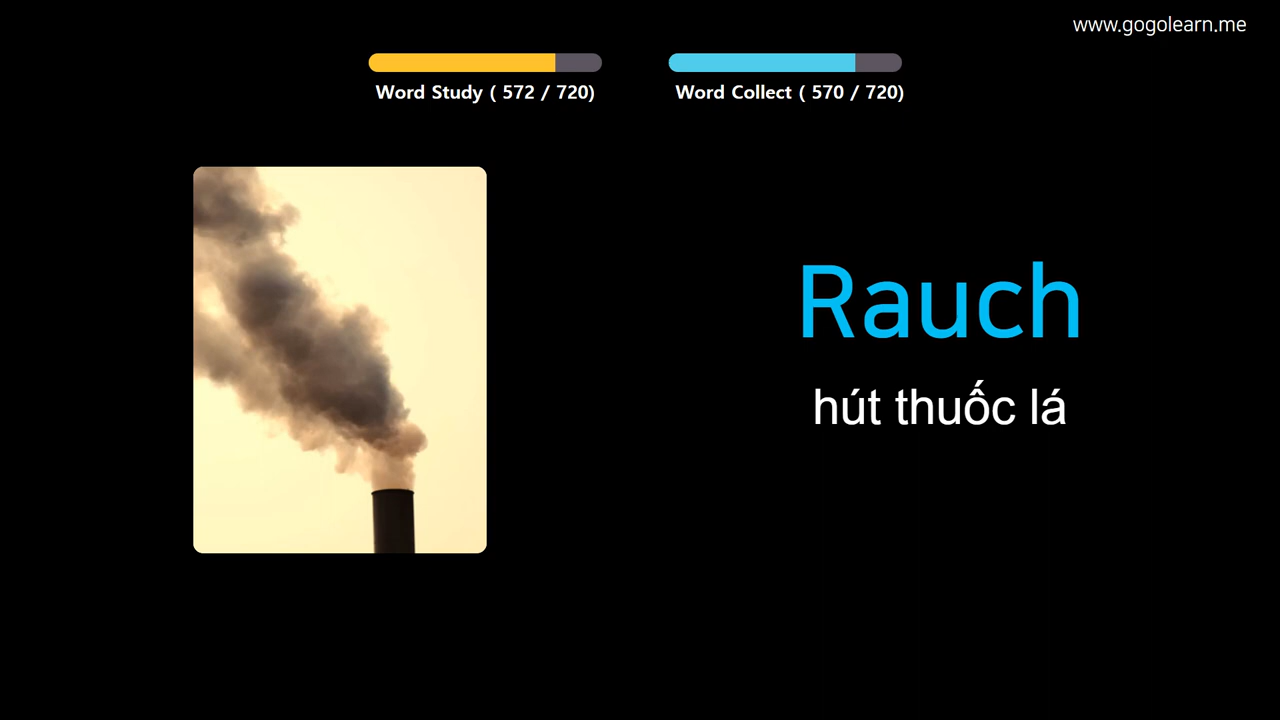 www.gogolearn.me
Word Study ( 572 / 720)
Word Collect ( 570 / 720)
Rauch
hút thuốc lá